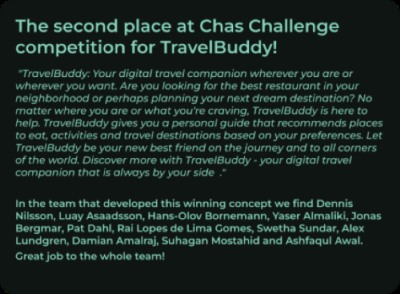 The second place at Chas Challenge
competition for TravelBuddy!
"TravelBuddy: Your digital travel companion wherever you are or
wherever you want. Are you looking for the best restaurant in your
neighborhood or perhaps planning your next dream destination? No
matter where you are or what you're craving, TravelBuddy is here to
help. TravelBuddy gives you a personal guide that recommends places
to eat, activities and travel destinations based on your preferences. Let
TravelBuddy be your new best friend on the journey and to all corners
of the world. Discover more with TravelBuddy - your digital travel
companion that is always by your side ."
In the team that developed this winning concept we find Dennis
Nilsson, Luay Asaadsson, Hans-Olov Bornemann, Yaser Almaliki, Jonas
Bergmar, Pat Dahl, Rai Lopes de Lima Gomes, Swetha Sundar, Alex
Lundgren, Damian Amalraj, Suhagan Mostahid and Ashfaqul Awal.
Great job to the whole team!